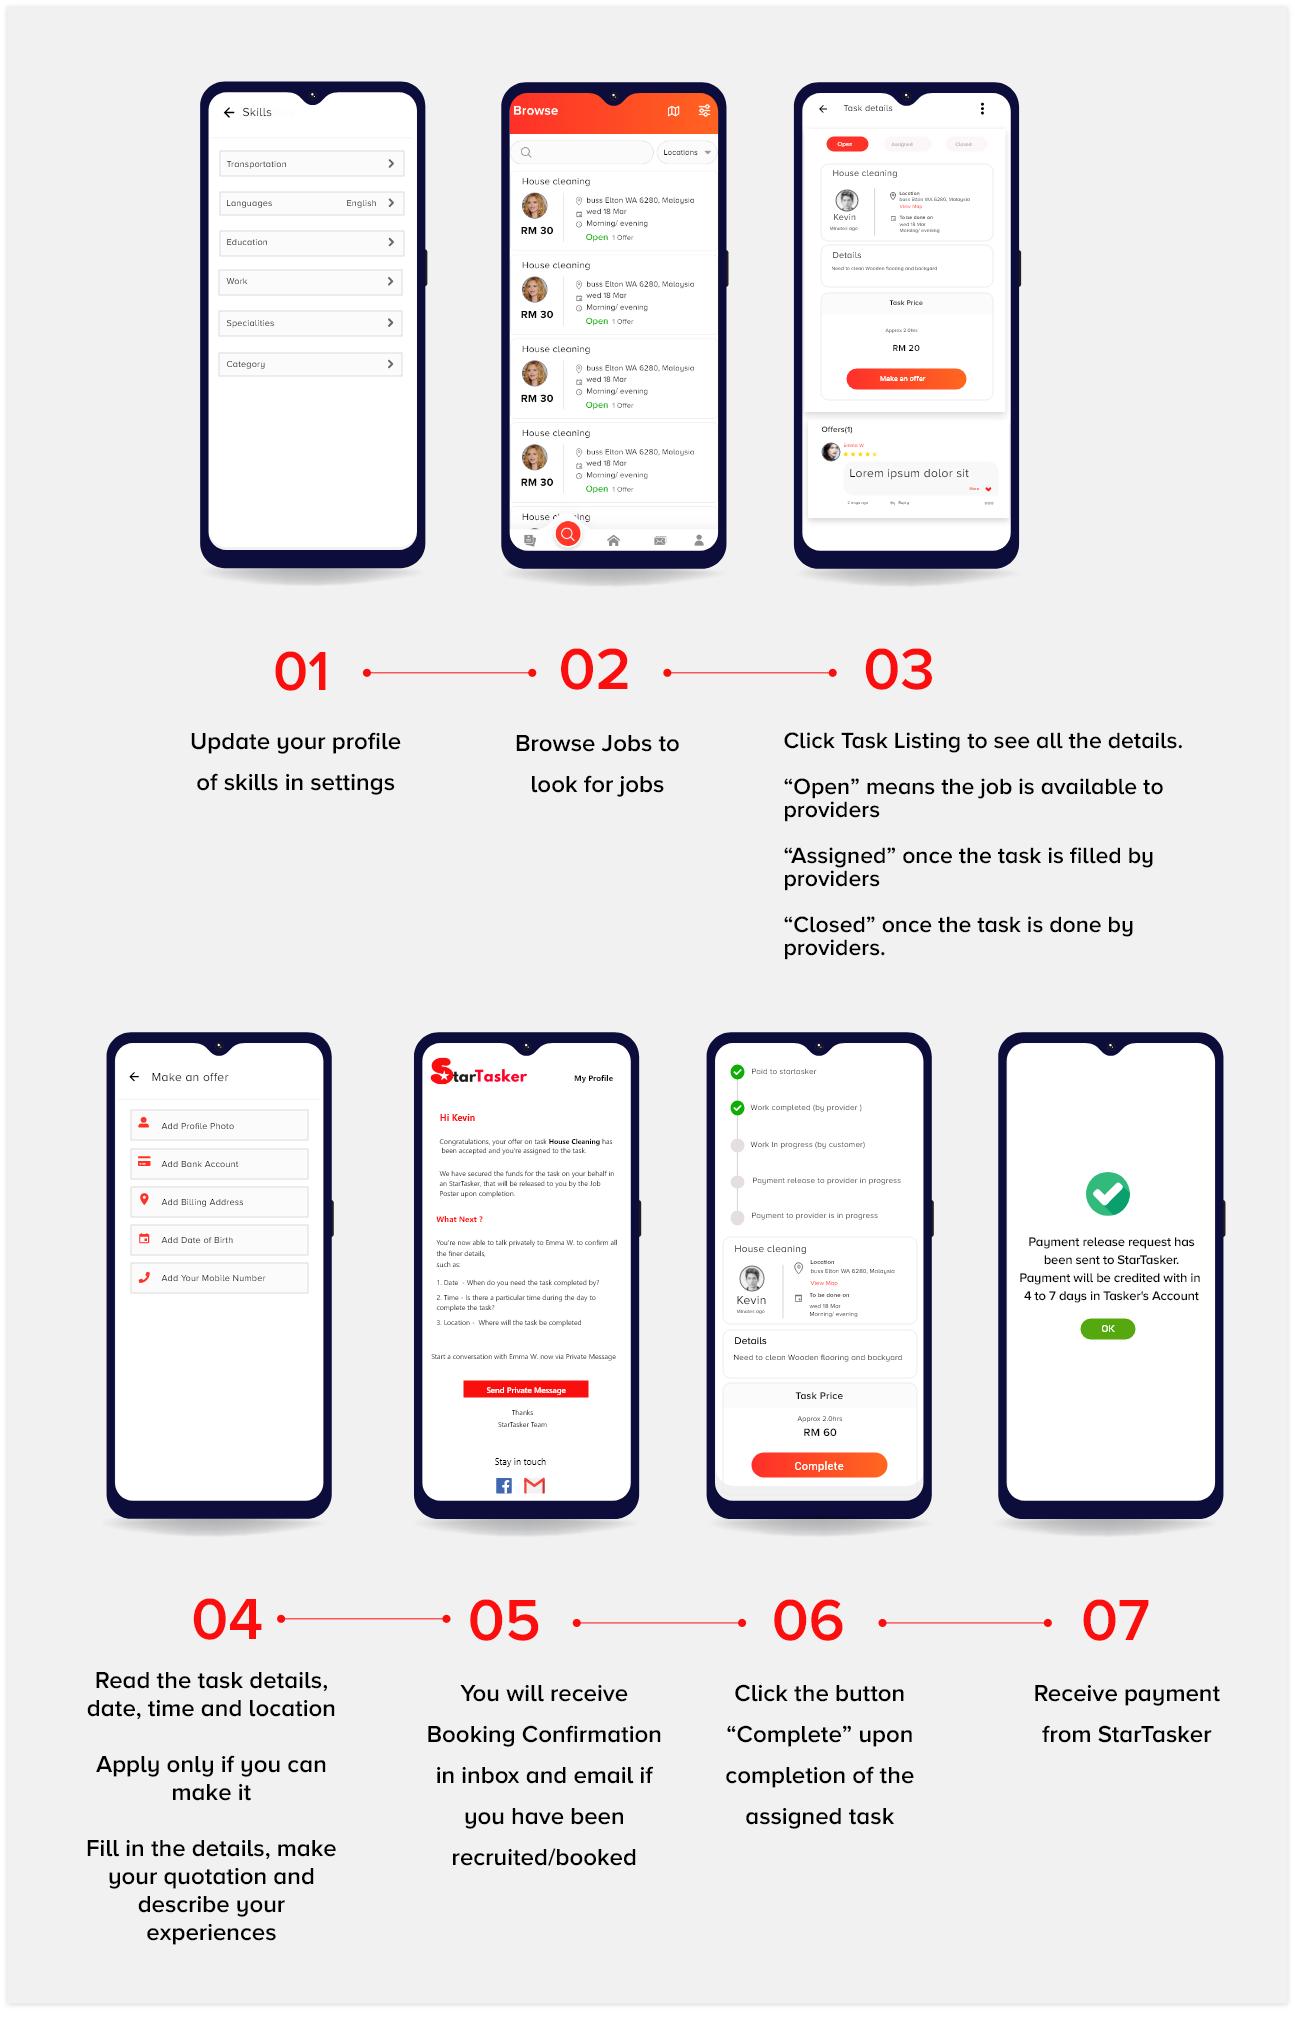 Skills
Transportation
Languages English
Education
Work
Specialities
Category
Browse
Locations
House cleaning
buss Elton WA 6280, Malaysia
wed 18 Mar
Morning/ evening
RM 30
Open 1 Offer
House cleaning
buss Elton WA 6280, Malaysia
wed 18 Mar
Morning/ evening
RM 30
Open 1 Offer
House cleaning
buss Elton WA 6280, Malaysia
wed 18 Mar
Morning/ evening
RM 30
Open 1 Offer
House cleaning
buss Elton WA 6280, Malaysia
wed 18 Mar
Morning/ evening
RM 30
Open 1 Offer
Task details
Open Assigned Closed
House cleaning
Location
buss Elton WA 6280, Malaysia
View Map
Kevin
Minutes ago
To be done on
wed 18 Mar
Morning/ evening
Details
Need to clean Wooden flooring and backyard
Task Price
Approx 2.0hrs
RM 20
Make an offer
Offers(1)
Emma W.
Lorem ipsum dolor sit
More
Reply
01
02
03
Update your profile
of skills in settings
Browse Jobs to
look for jobs
Click Task Listing to see all the details.
“Open” means the job is available to
providers
“Assigned” once the task is filled by
providers
“Closed” once the task is done by
providers.
Make an offer
Add Profile Photo
Add Bank Account
Add Billing Address
Add Date of Birth
Add Your Mobile Number
StarTasker
My Profile
Hi Kevin
Congratulations, your offer on task House Cleaning has
been accepted and you're assigned to the task.
We have secured the funds for the task on your behalf in
an StarTasker, that will be released to you by the Job
Poster upon completion.
What Next ?
You're now able to talk privately to Emma W. to confirm all
the finer details,
such as:
1. Date - When do you need the task completed by?
2. Time - Is there a particular time during the day to
complete the task?
3. Location - Where will the task be completed
Start a conversation with Emma W. now via Private Message
Send Private Message
Thanks
StarTasker Team
Stay in touch
Paid to startasker
Work completed (by provider )
Work In progress (by customer)
Payment release to provider in progress
Payment to provider is in progress
House cleaning
Location
buss Elton WA 6280, Malaysia
View Map
Kevin
Minutes ago
To be done on
wed 18 Mar
Morning/ evening
Details
Need to clean Wooden flooring and backyard
Task Price
Approx 2.0hrs
RM 60
Complete
Payment release request has
been sent to StarTasker.
Payment will be credited with in
4 to 7 days in Tasker's Account
OK
04
05
06
07
Read the task details,
date, time and location
Apply only if you can
make it
Fill in the details, make
your quotation and
describe your
experiences
You will receive
Booking Confirmation
in inbox and email if
you have been
recruited/booked
Click the button
“Complete” upon
completion of the
assigned task
Receive payment
from StarTasker